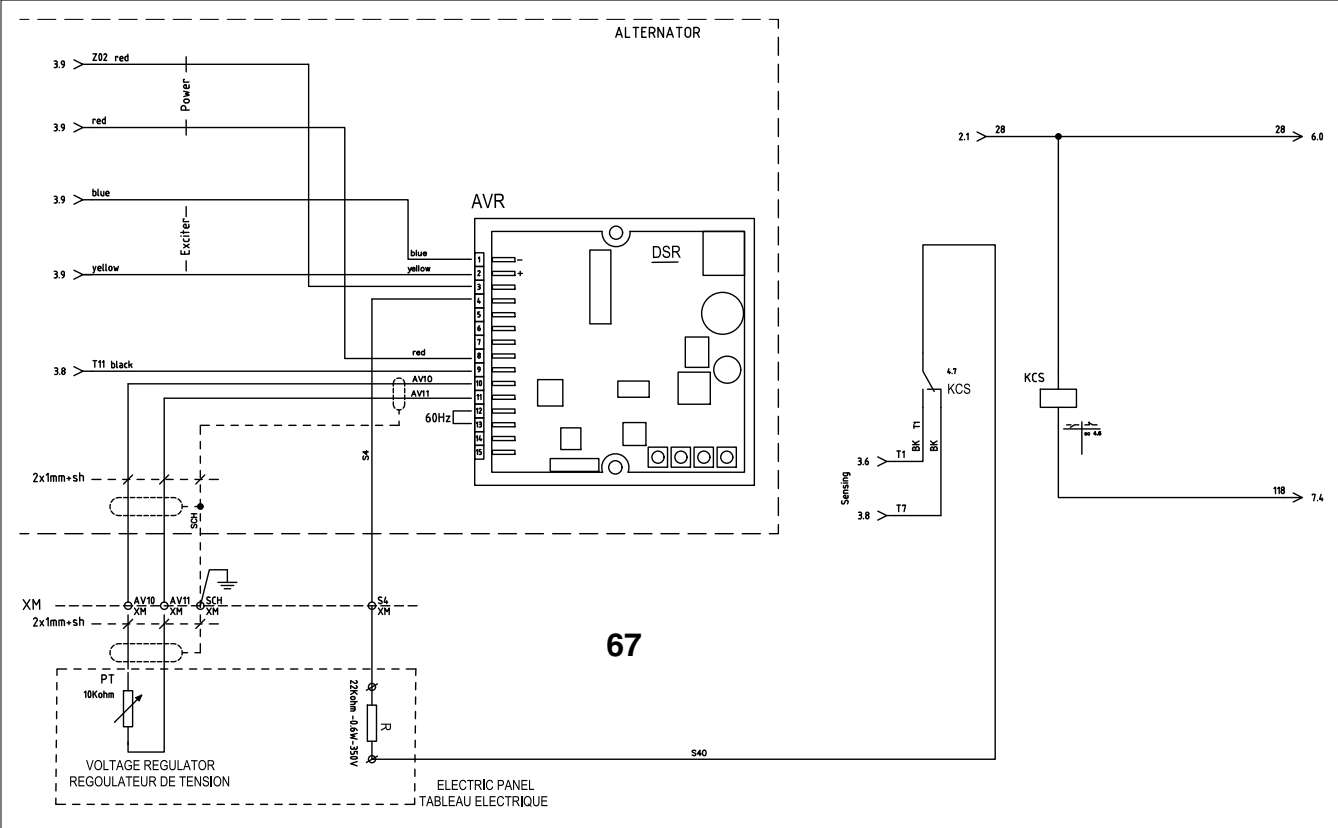 ALTERNATOR
3.9
Z02 red
Power
3.9
red
3.9
blue
Exciter
3.9
yellow
AVR
DSR
blue
yellow
1
2
3
4
5
6
7
8
9
10
11
12
13
14
15
-
+
red
3.8
T11 black
AV10
AV11
60Hz
S4
2x1mm+sh
SCH
XM
AV10
XM
AV11
XM
SCH
S4
XM
2x1mm+sh
67
PT
10Kohm
22Kohm -0.6W-350V
R
VOLTAGE REGULATOR
REGOULATEUR DE TENSION
ELECTRIC PANEL
TABLEAU ELECTRIQUE
S40
2.1
28
28
6.0
4.7
KCS
KCS
BK
T1
BK
3.6
T1
Sensing
3.8
T7
118
7.4